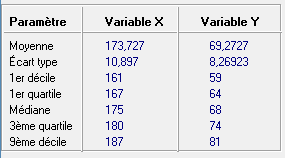 Paramètre Variable X Variable Y
Moyenne 173,727 69,2727
Écart type 10,897 8,26923
1er décile 161 59
1er quartile 167 64
Médiane 175 68
3ème quartile 180 74
9ème décile 187 81